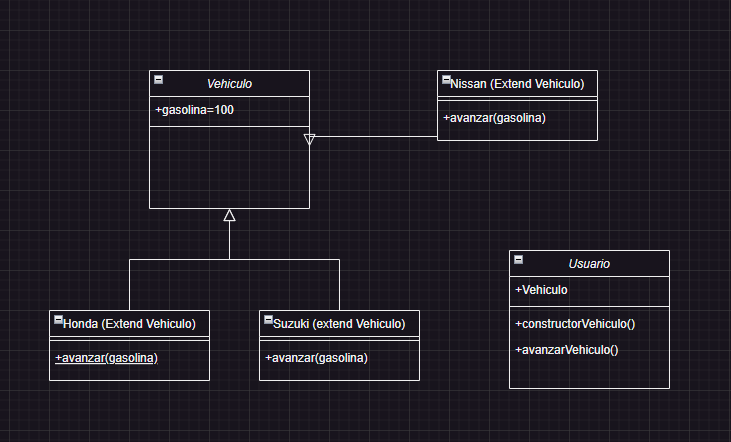 Vehiculo
+gasolina=100
Nissan (Extend Vehiculo)
+avanzar(gasolina)
Honda (Extend Vehiculo)
+avanzar(gasolina)
Suzuki (extend Vehiculo)
+avanzar(gasolina)
Usuario
+Vehiculo
+constructorVehiculo()
+avanzarVehiculo()